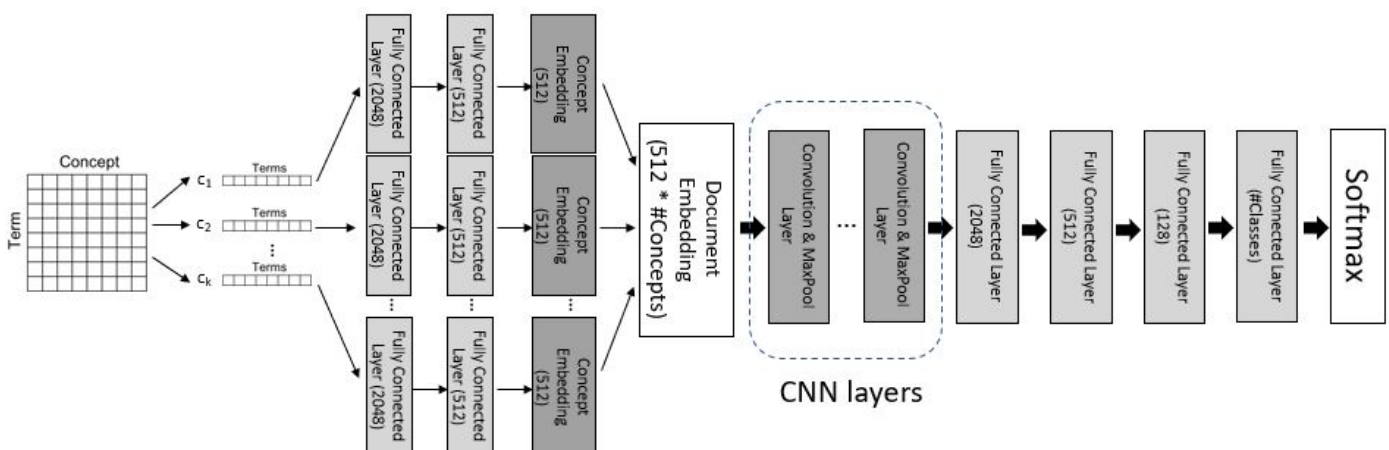 Concept
Term
c1
Terms
c2
Terms
...
ck
Terms
Fully Connected
Layer (2048)
Fully Connected
Layer (512)
Concept
Embedding
(512)
Fully Connected
Layer (2048)
Fully Connected
Layer (512)
Concept
Embedding
(512)
...
...
...
Fully Connected
Layer (2048)
Fully Connected
Layer (512)
Concept
Embedding
(512)
Document
Embedding
(512 * #Concepts)
Convolution & MaxPool
Layer
...
Convolution & MaxPool
Layer
CNN layers
Fully Connected Layer
(2048)
Fully Connected Layer
(512)
Fully Connected Layer
(128)
Fully Connected Layer
(#Classes)
Softmax